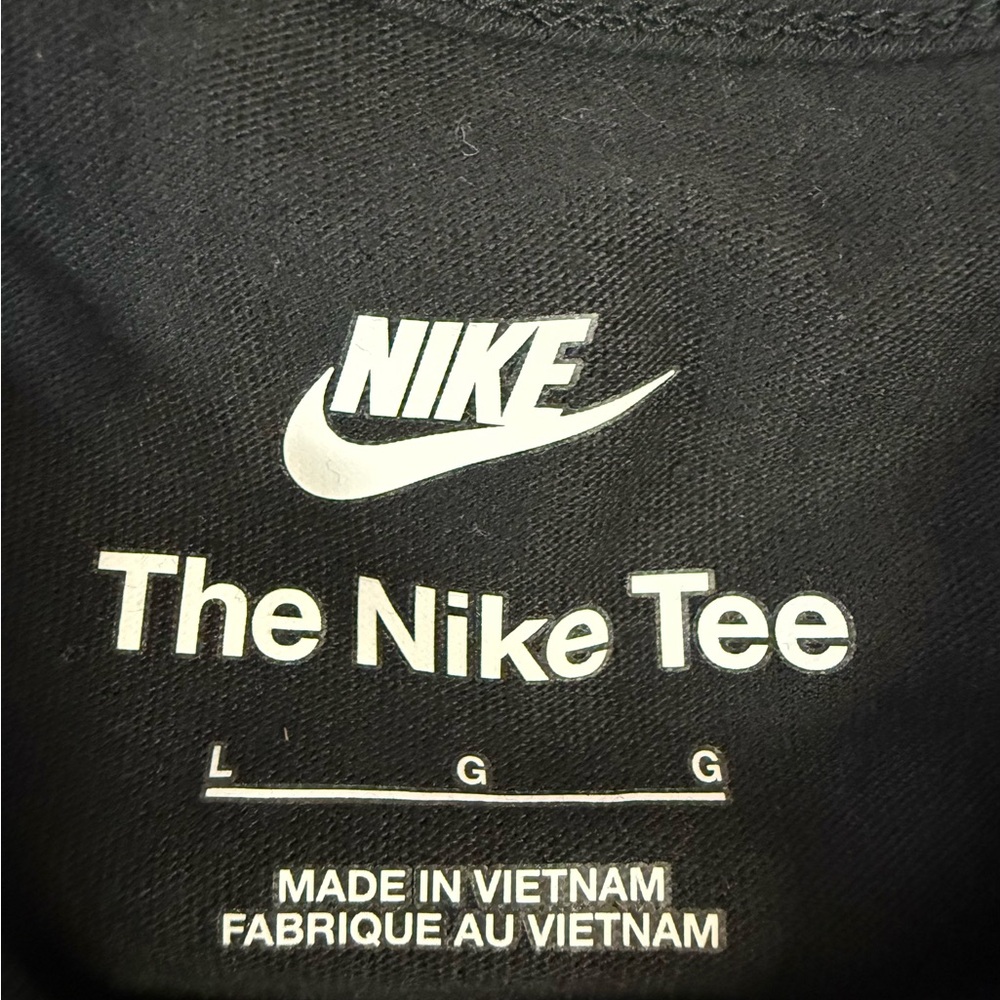 NIKE
The Nike Tee
L G G
MADE IN VIETNAM
FABRIQUE AU VIETNAM